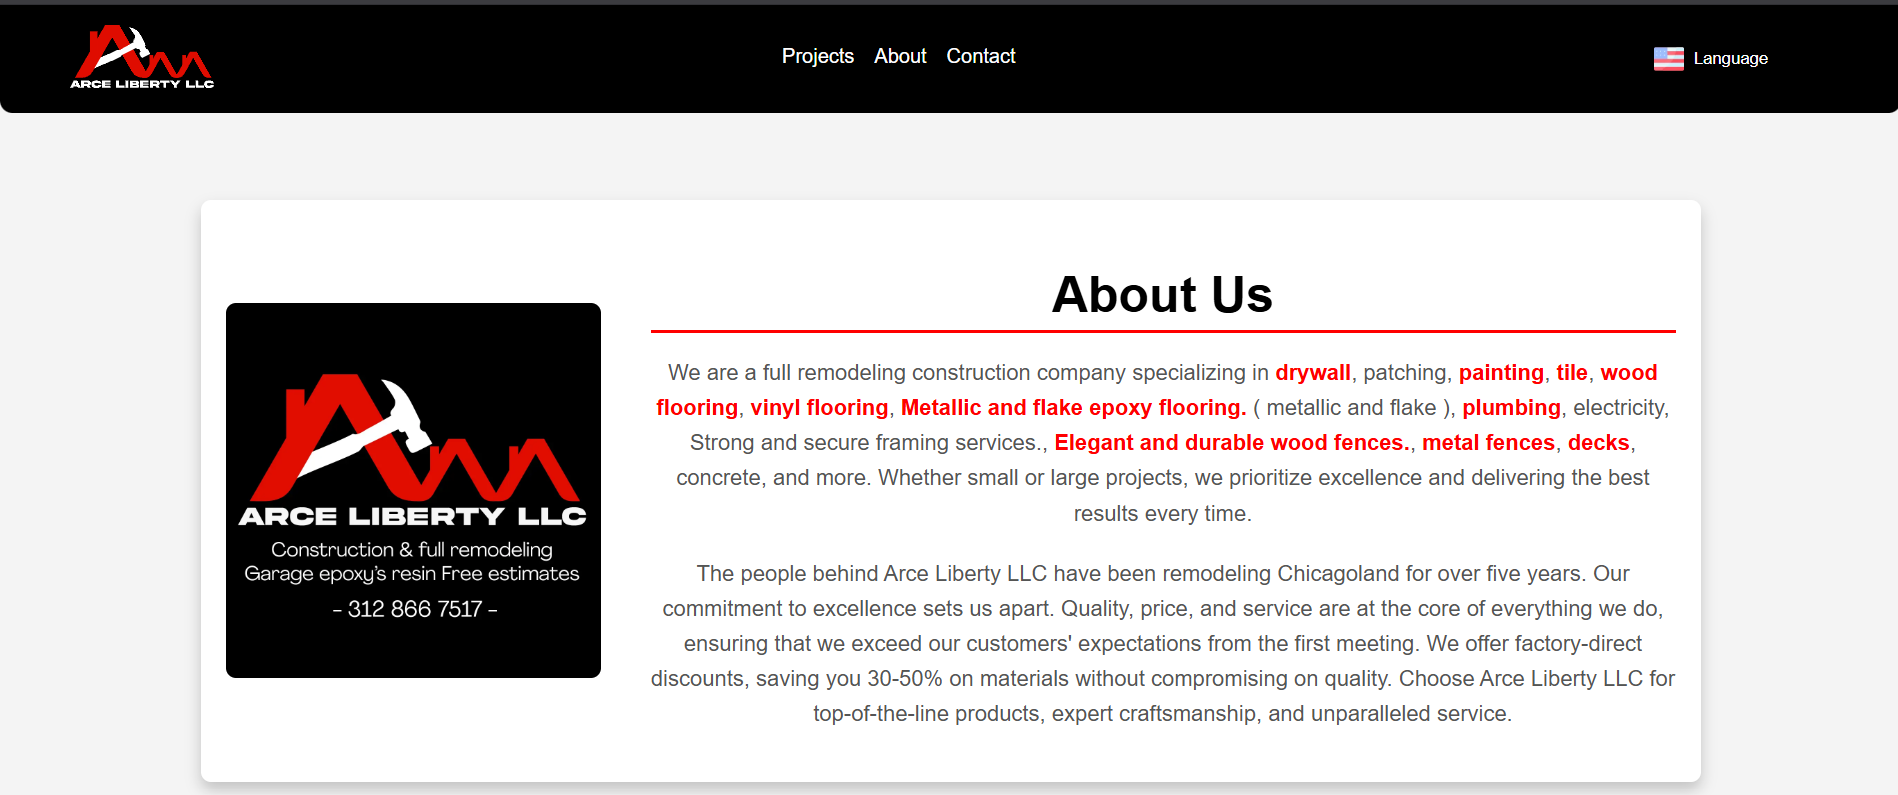 ARCE LIBERTY LLC
Projects About Contact
Language
About Us
We are a full remodeling construction company specializing in drywall, patching, painting, tile, wood
flooring, vinyl flooring, Metallic and flake epoxy flooring. ( metallic and flake ), plumbing, electricity,
Strong and secure framing services., Elegant and durable wood fences., metal fences, decks,
concrete, and more. Whether small or large projects, we prioritize excellence and delivering the best
results every time.
The people behind Arce Liberty LLC have been remodeling Chicagoland for over five years. Our
commitment to excellence sets us apart. Quality, price, and service are at the core of everything we do,
ensuring that we exceed our customers' expectations from the first meeting. We offer factory-direct
discounts, saving you 30-50% on materials without compromising on quality. Choose Arce Liberty LLC for
top-of-the-line products, expert craftsmanship, and unparalleled service.
ARCE LIBERTY LLC
Construction & full remodeling
Garage epoxy's resin Free estimates
- 312 866 7517 -